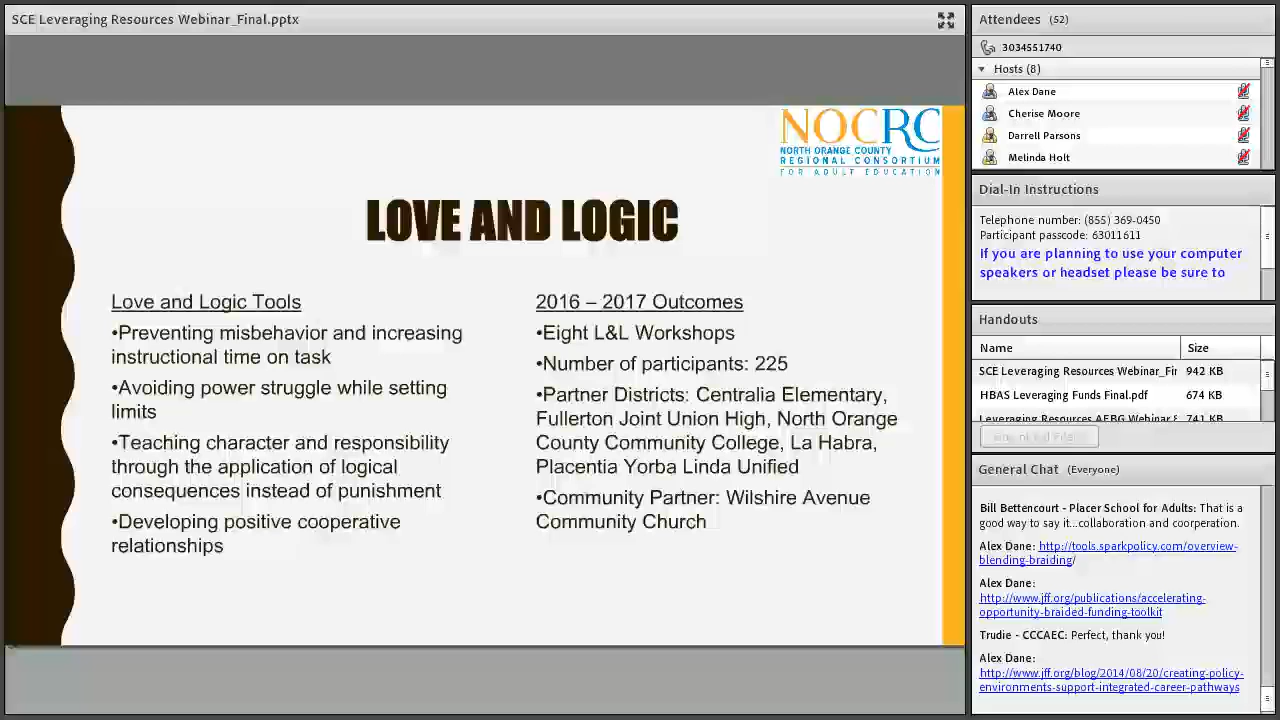 SCE Leveraging Resources Webinar_Final.pptx
NOCRC
NORTH ORANGE COUNTY
REGIONAL CONSORTIUM
FOR ADULT EDUCATION
LOVE AND LOGIC
Love and Logic Tools
•Preventing misbehavior and increasing
instructional time on task
•Avoiding power struggle while setting
limits
•Teaching character and responsibility
through the application of logical
consequences instead of punishment
•Developing positive cooperative
relationships
2016 – 2017 Outcomes
•Eight L&L Workshops
•Number of participants: 225
•Partner Districts: Centralia Elementary,
Fullerton Joint Union High, North Orange
County Community College, La Habra,
Placentia Yorba Linda Unified
•Community Partner: Wilshire Avenue
Community Church
Attendees (52)
3034551740
Hosts (8)
Alex Dane
Cherise Moore
Darrell Parsons
Melinda Holt
Dial-In Instructions
Telephone number: (855) 369-0450
Participant passcode: 63011611
If you are planning to use your computer
speakers or headset please be sure to
Handouts
Name Size
SCE Leveraging Resources Webinar_Fir 942 KB
HBAS Leveraging Funds Final.pdf 674 KB
Leveraging Resources AEBG Webinar 741 KB
General Chat (Everyone)
Bill Bettencourt - Placer School for Adults: That is a
good way to say it...collaboration and coorperation.
Alex Dane: http://tools.sparkpolicy.com/overview-
blending-braiding/
Alex Dane:
http://www.jff.org/publications/accelerating-
opportunity-braided-funding-toolkit
Trudie - CCCAEC: Perfect, thank you!
Alex Dane:
http://www.jff.org/blog/2014/08/20/creating-policy-
environments-support-integrated-career-pathways